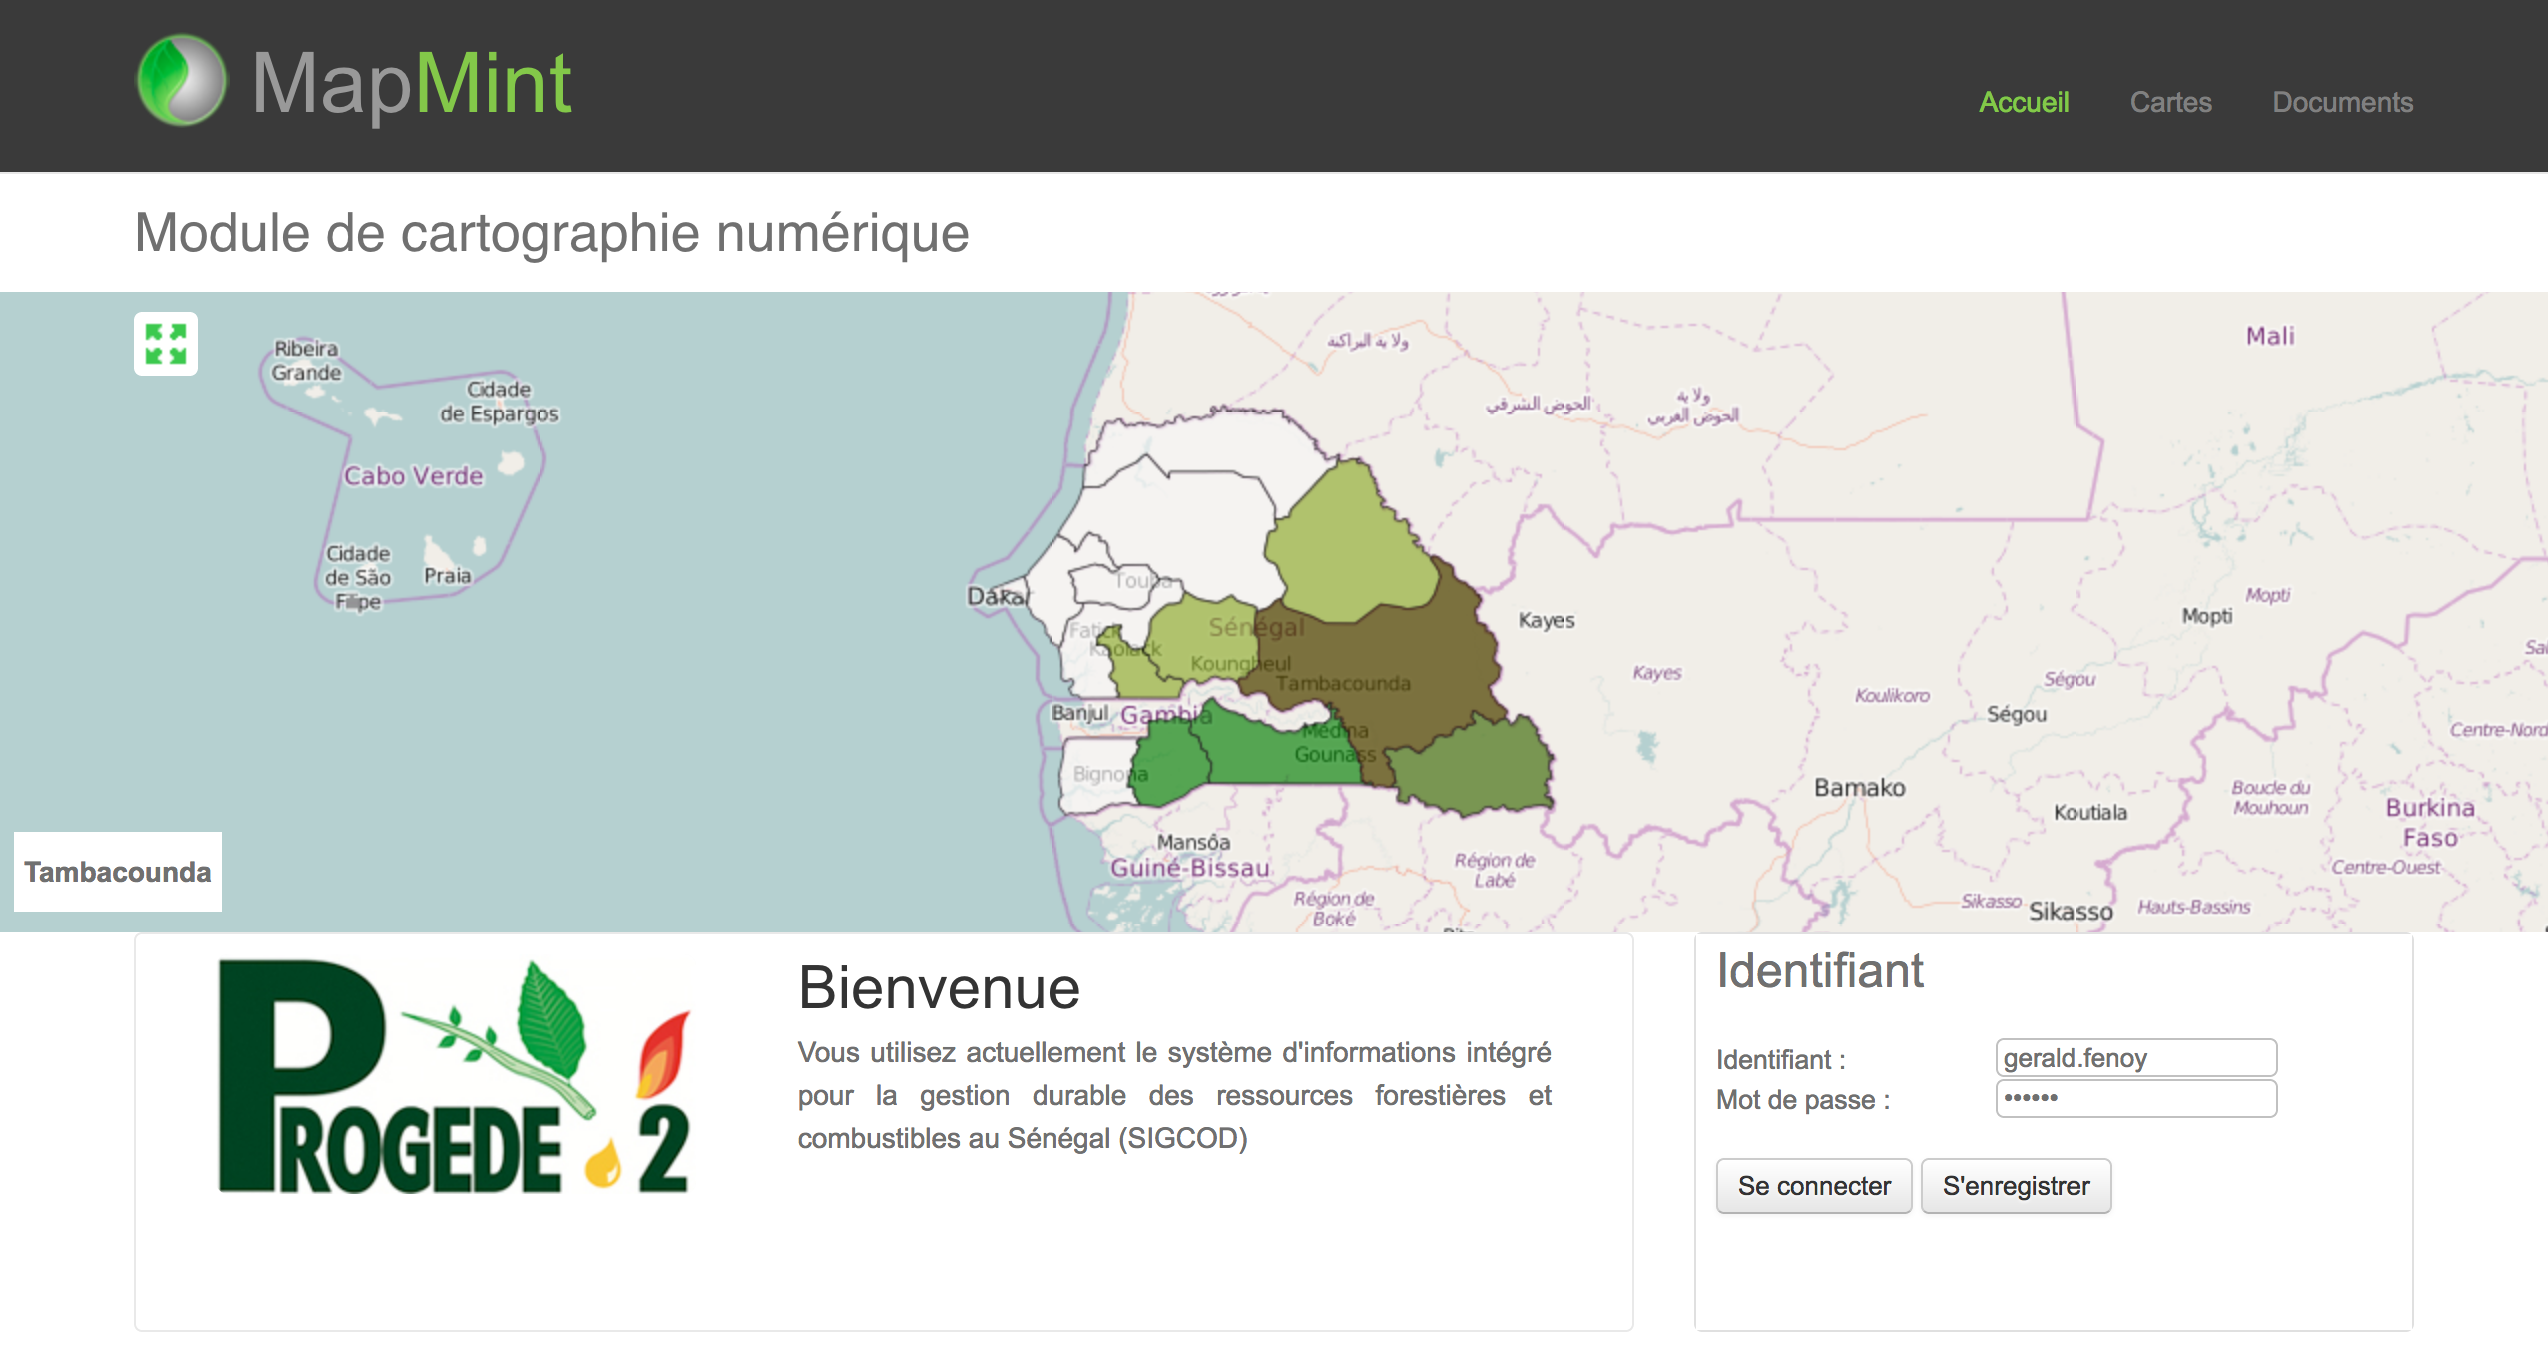 MapMint
Accueil Cartes Documents
Module de cartographie numérique
Ribeira
Grande
Cidade
de Espargos
Cabo Verde
Cidade
de São
Filipe
Praia
ولاية البراكنة
الحوض الشرقي
ولاية
الحوض الغربي
Mali
Touba
Dakar
Fatick
Kaolack
Sénégal
Koungheul
Tambacounda
Kayes
Kayes
Mopti
Mopti
Banjul
Gambia
Médina
Gounass
Bignona
Koulikoro
Ségou
Ségou
Centre-Nord
Bamako
Koutiala
Boucle du
Mouhoun
Burkina
Faso
Centre-Ouest
Mansôa
Guiné-Bissau
Région de
Labé
Région de
Boké
Sikasso
Sikasso
Hauts-Bassins
Tambacounda
PROGEDE 2
Bienvenue
Vous utilisez actuellement le système d'informations intégré
pour la gestion durable des ressources forestières et
combustibles au Sénégal (SIGCOD)
Identifiant
Identifiant : gerald.fenoy
Mot de passe : ••••••
Se connecter S'enregistrer